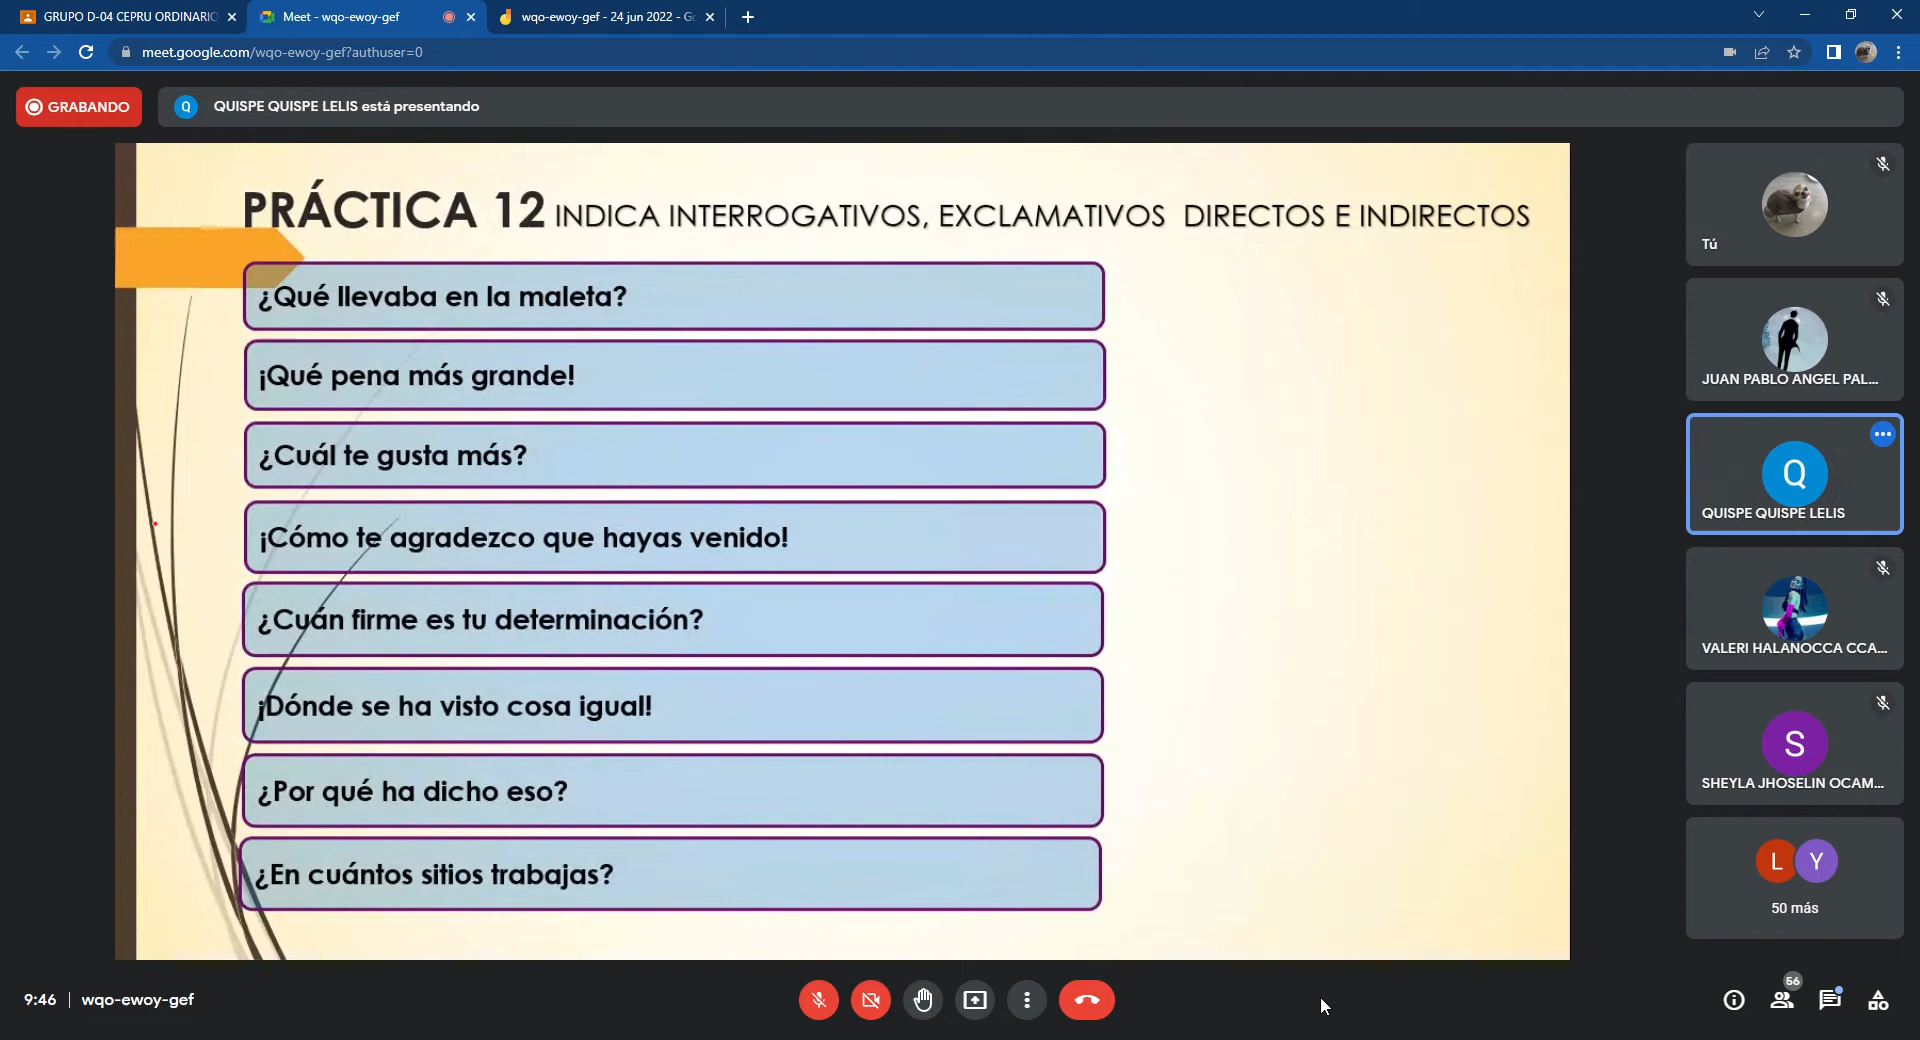 GRUPO D-04 CEPRU ORDINARIO
Meet - wqo-ewoy-gef
wqo-ewoy-gef - 24 jun 2022 - Go
meet.google.com/wqo-ewoy-gef?authuser=0
GRABANDO
Q
QUISPE QUISPE LELIS está presentando
PRÁCTICA 12 INDICA INTERROGATIVOS, EXCLAMATIVOS DIRECTOS E INDIRECTOS
¿Qué llevaba en la maleta?
¡Qué pena más grande!
¿Cuál te gusta más?
¡Cómo te agradezco que hayas venido!
¿Cuán firme es tu determinación?
¡Dónde se ha visto cosa igual!
¿Por qué ha dicho eso?
¿En cuántos sitios trabajas?
Tú
JUAN PABLO ANGEL PAL...
Q
QUISPE QUISPE LELIS
VALERI HALANOCCA CCA...
S
SHEYLA JHOSELIN OCAM...
L Y
50 más
9:46 | wqo-ewoy-gef
56